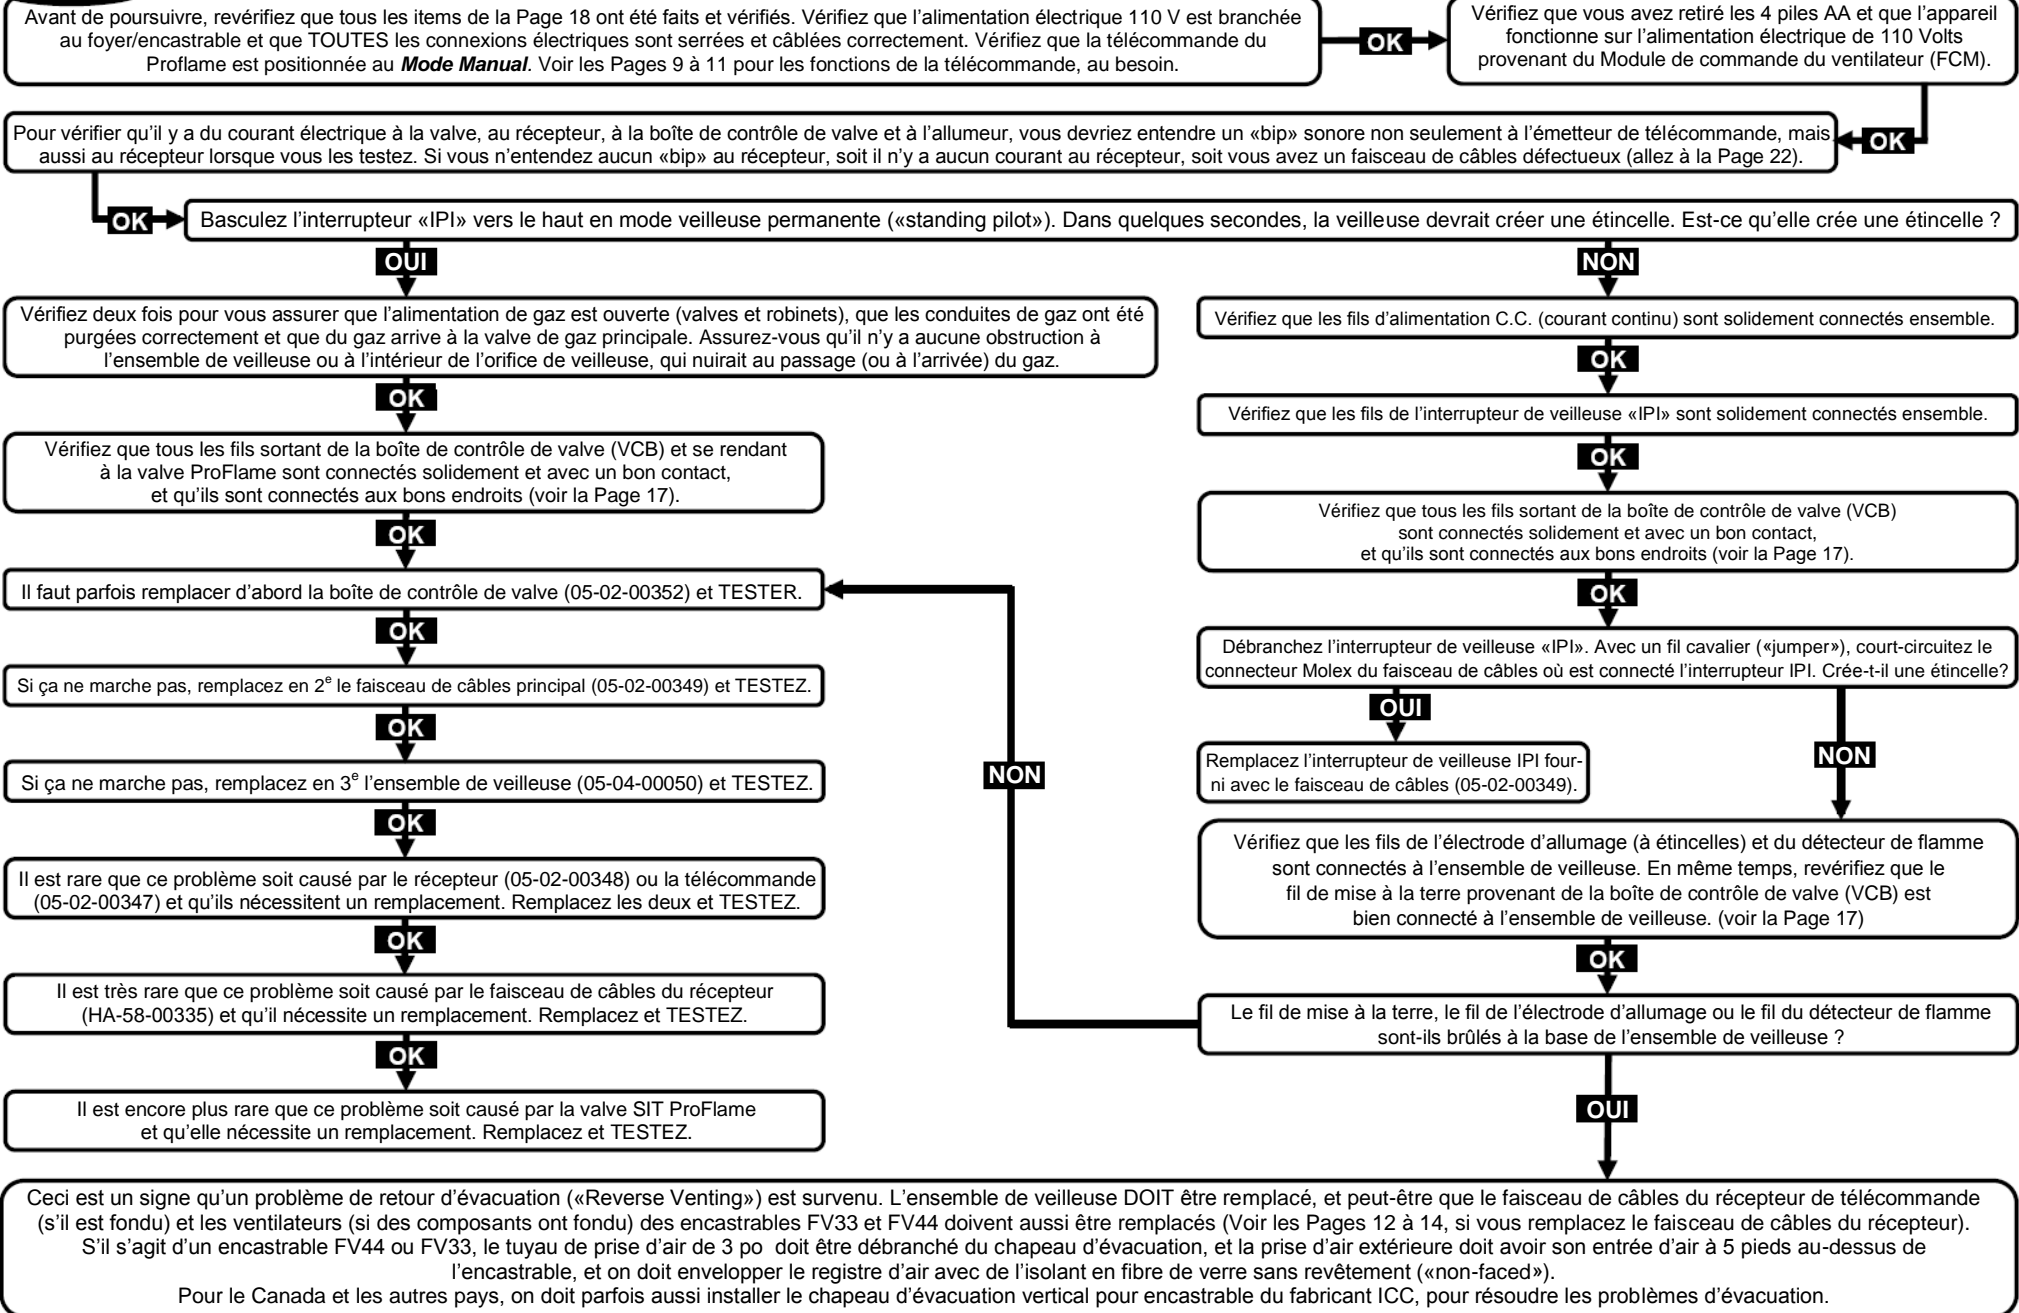 Avant de poursuivre, revérifiez que tous les items de la Page 18 ont été faits et vérifiés. Vérifiez que l’alimentation électrique 110 V est branchée
au foyer/encastrable et que TOUTES les connexions électriques sont serrées et câblées correctement. Vérifiez que la télécommande du
Proflame est positionnée au Mode Manual. Voir les Pages 9 à 11 pour les fonctions de la télécommande, au besoin.
OK
Vérifiez que vous avez retiré les 4 piles AA et que l’appareil
fonctionne sur l’alimentation électrique de 110 Volts
provenant du Module de commande du ventilateur (FCM).
OK
Pour vérifier qu’il y a du courant électrique à la valve, au récepteur, à la boîte de contrôle de valve et à l’allumeur, vous devriez entendre un «bip» sonore non seulement à l’émetteur de télécommande, mais
aussi au récepteur lorsque vous les testez. Si vous n’entendez aucun «bip» au récepteur, soit il n’y a aucun courant au récepteur, soit vous avez un faisceau de câbles défectueux (allez à la Page 22).
OK
Basculez l’interrupteur «IPI» vers le haut en mode veilleuse permanente («standing pilot»). Dans quelques secondes, la veilleuse devrait créer une étincelle. Est-ce qu’elle crée une étincelle ?
OUI
Vérifiez deux fois pour vous assurer que l’alimentation de gaz est ouverte (valves et robinets), que les conduites de gaz ont été
purgées correctement et que du gaz arrive à la valve de gaz principale. Assurez-vous qu’il n’y a aucune obstruction à
l’ensemble de veilleuse ou à l’intérieur de l’orifice de veilleuse, qui nuirait au passage (ou à l’arrivée) du gaz.
OK
Vérifiez que tous les fils sortant de la boîte de contrôle de valve (VCB) et se rendant
à la valve ProFlame sont connectés solidement et avec un bon contact,
et qu’ils sont connectés aux bons endroits (voir la Page 17).
OK
Il faut parfois remplacer d’abord la boîte de contrôle de valve (05-02-00352) et TESTER.
OK
Si ça ne marche pas, remplacez en 2e le faisceau de câbles principal (05-02-00349) et TESTEZ.
OK
Si ça ne marche pas, remplacez en 3e l’ensemble de veilleuse (05-04-00050) et TESTEZ.
OK
Il est rare que ce problème soit causé par le récepteur (05-02-00348) ou la télécommande
(05-02-00347) et qu’ils nécessitent un remplacement. Remplacez les deux et TESTEZ.
OK
Il est très rare que ce problème soit causé par le faisceau de câbles du récepteur
(HA-58-00335) et qu’il nécessite un remplacement. Remplacez et TESTEZ.
OK
Il est encore plus rare que ce problème soit causé par la valve SIT ProFlame
et qu’elle nécessite un remplacement. Remplacez et TESTEZ.
NON
Vérifiez que les fils d’alimentation C.C. (courant continu) sont solidement connectés ensemble.
OK
Vérifiez que les fils de l’interrupteur de veilleuse «IPI» sont solidement connectés ensemble.
OK
Vérifiez que tous les fils sortant de la boîte de contrôle de valve (VCB)
sont connectés solidement et avec un bon contact,
et qu’ils sont connectés aux bons endroits (voir la Page 17).
OK
Débranchez l’interrupteur de veilleuse «IPI». Avec un fil cavalier («jumper»), court-circuitez le
connecteur Molex du faisceau de câbles où est connecté l’interrupteur IPI. Crée-t-il une étincelle?
OUI
Remplacez l’interrupteur de veilleuse IPI four-
ni avec le faisceau de câbles (05-02-00349).
NON
Vérifiez que les fils de l’électrode d’allumage (à étincelles) et du détecteur de flamme
sont connectés à l’ensemble de veilleuse. En même temps, revérifiez que le
fil de mise à la terre provenant de la boîte de contrôle de valve (VCB) est
bien connecté à l’ensemble de veilleuse. (voir la Page 17)
OK
Le fil de mise à la terre, le fil de l’électrode d’allumage ou le fil du détecteur de flamme
sont-ils brûlés à la base de l’ensemble de veilleuse ?
NON
OUI
Ceci est un signe qu’un problème de retour d’évacuation («Reverse Venting») est survenu. L’ensemble de veilleuse DOIT être remplacé, et peut-être que le faisceau de câbles du récepteur de télécommande
(s’il est fondu) et les ventilateurs (si des composants ont fondu) des encastrables FV33 et FV44 doivent aussi être remplacés (Voir les Pages 12 à 14, si vous remplacez le faisceau de câbles du récepteur).
S’il s’agit d’un encastrable FV44 ou FV33, le tuyau de prise d’air de 3 po doit être débranché du chapeau d’évacuation, et la prise d’air extérieure doit avoir son entrée d’air à 5 pieds au-dessus de
l’encastrable, et on doit envelopper le registre d’air avec de l’isolant en fibre de verre sans revêtement («non-faced»).
Pour le Canada et les autres pays, on doit parfois aussi installer le chapeau d’évacuation vertical pour encastrable du fabricant ICC, pour résoudre les problèmes d’évacuation.